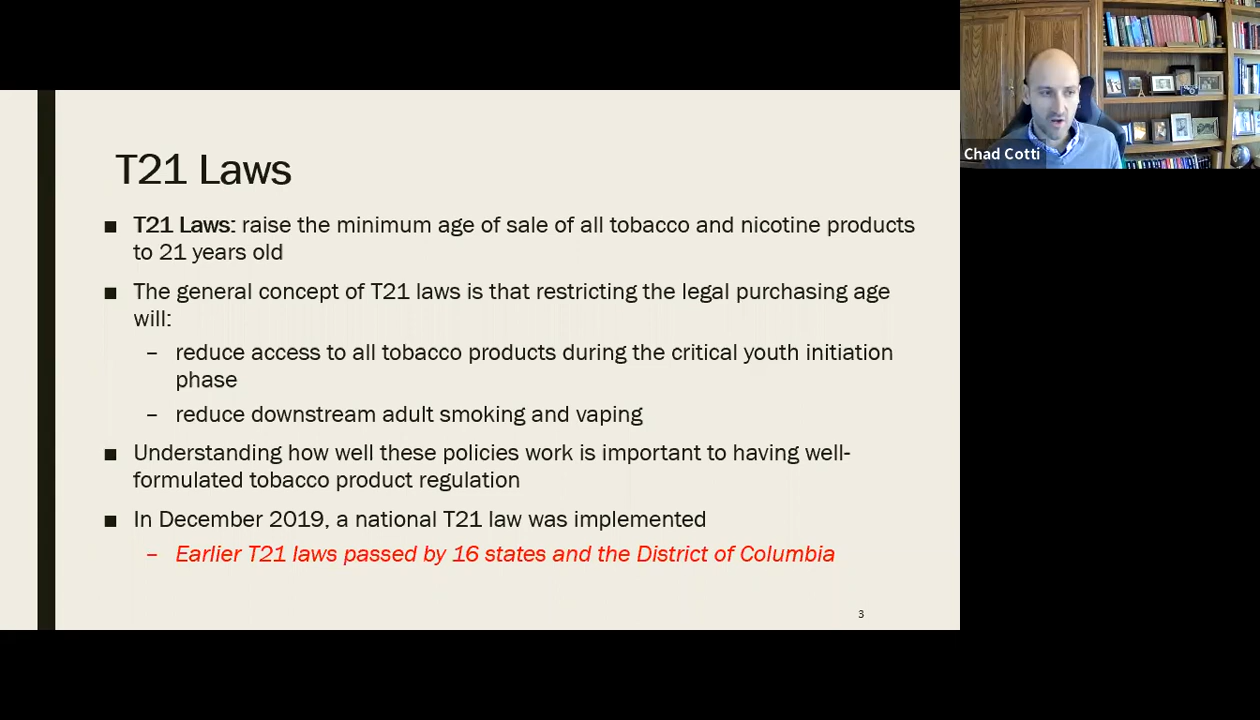 T21 Laws
■ T21 Laws: raise the minimum age of sale of all tobacco and nicotine products
to 21 years old
■ The general concept of T21 laws is that restricting the legal purchasing age
will:
– reduce access to all tobacco products during the critical youth initiation
phase
– reduce downstream adult smoking and vaping
■ Understanding how well these policies work is important to having well-
formulated tobacco product regulation
■ In December 2019, a national T21 law was implemented
– Earlier T21 laws passed by 16 states and the District of Columbia
3
Chad Cotti